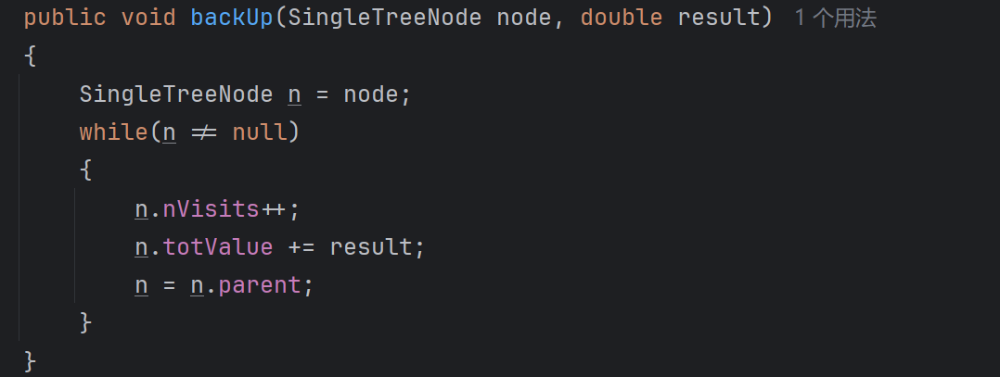 public void backUp(SingleTreeNode node, double result) 1 个用法
{
    SingleTreeNode n = node;
    while(n != null)
    {
        n.nVisits++;
        n.totValue += result;
        n = n.parent;
    }
}